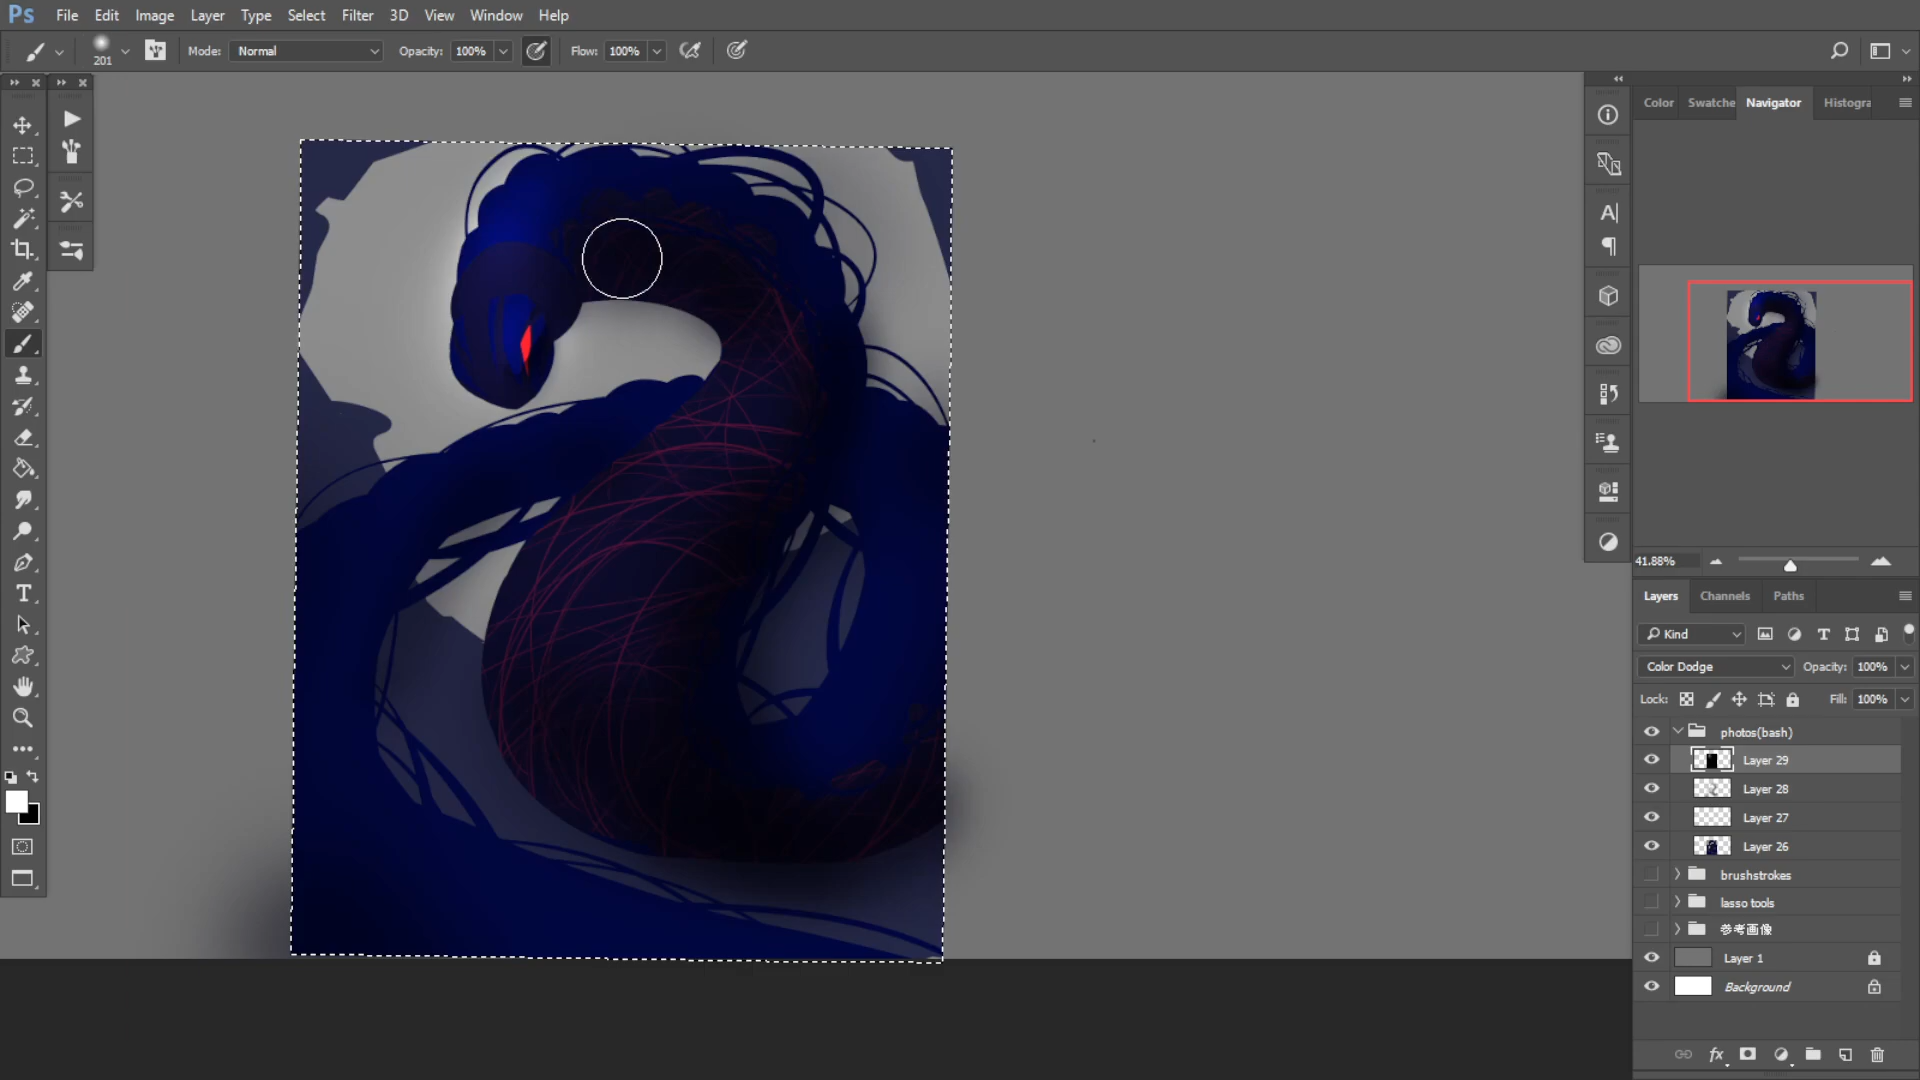 Ps File Edit Image Layer Type Select Filter 3D View Window Help
201 Mode: Normal Opacity: 100% Flow: 100%
Color Swatche Navigator Histogra
41.88%
Layers Channels Paths
Kind
Color Dodge Opacity: 100%
Lock: Fill: 100%
photos(bash)
Layer 29
Layer 28
Layer 27
Layer 26
brushstrokes
lasso tools
参考画像
Layer 1
Background